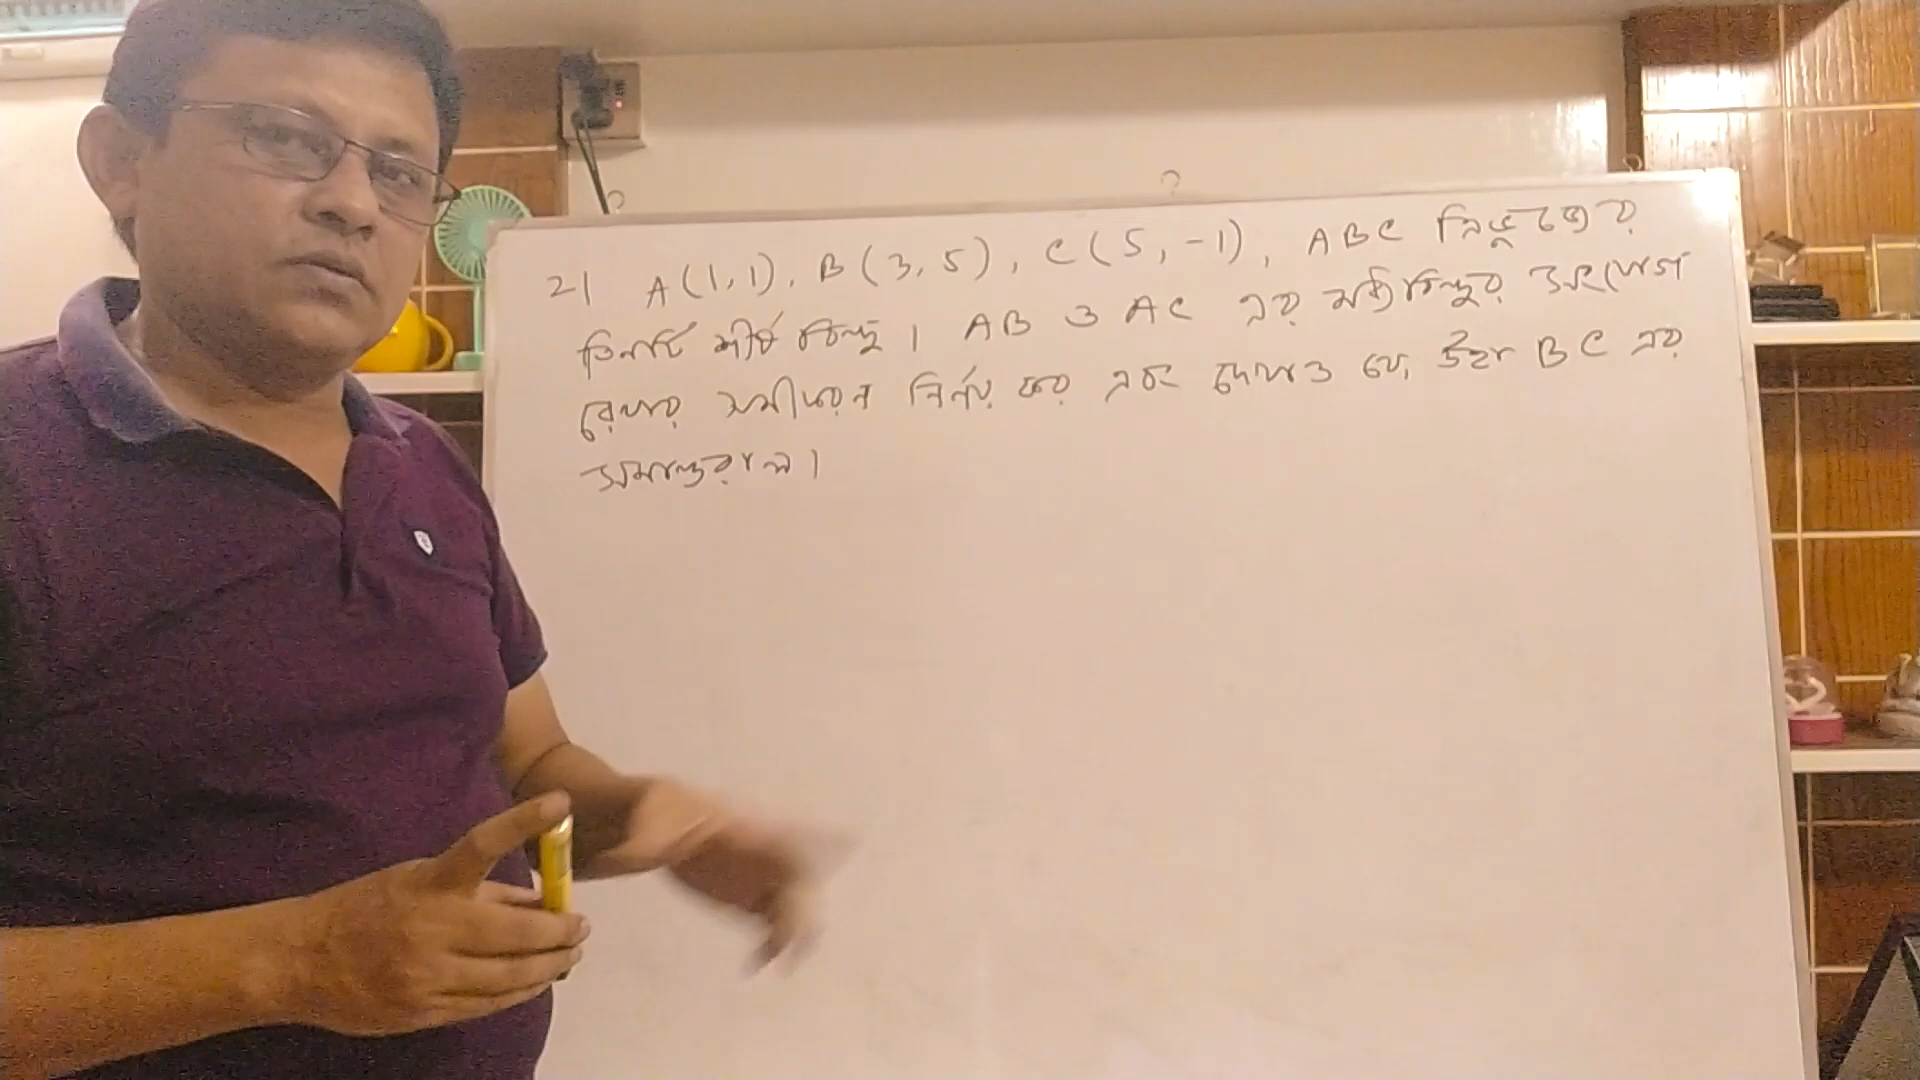 ২। A(1,1), B(3,5), C(5,-1), ABC ত্রিভুজের
তিনটি শীর্ষ বিন্দু। AB ও AC এর মধ্যবিন্দুর সংযোগ
রেখার সমীকরণ নির্ণয় কর এবং দেখাও যে, উহা BC এর
সমান্তরাল।